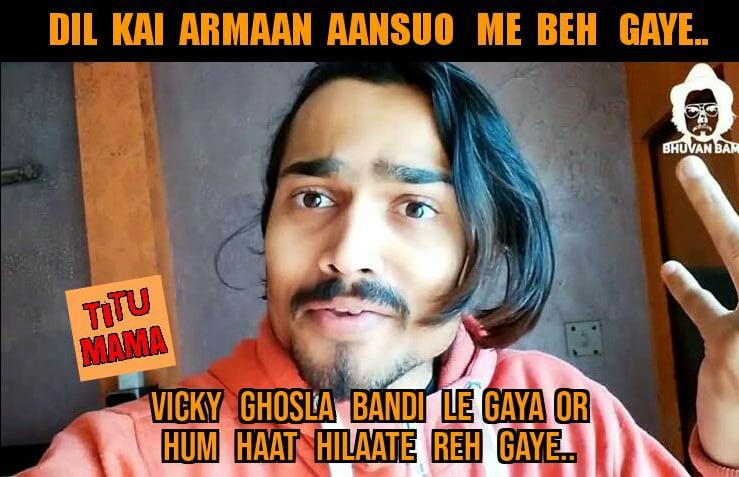 DIL KAI ARMAAN AANSUO ME BEH GAYE..
BHUVAN BAM
TiTU
MAMA
VICKY GHOSLA BANDI LE GAYA OR
HUM HAAT HILAATE REH GAYE..